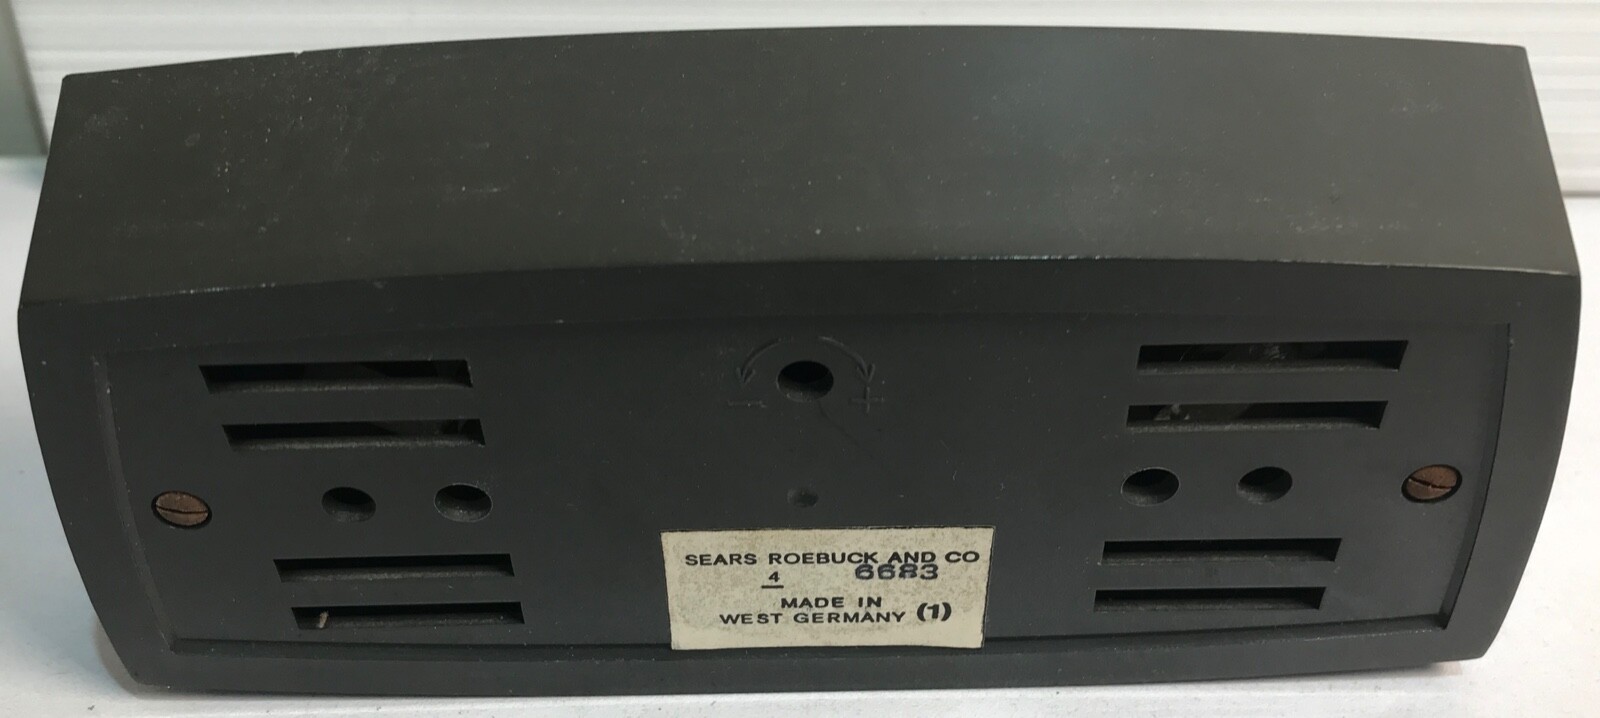 - +
SEARS ROEBUCK AND CO
4 6683
MADE IN
WEST GERMANY (1)